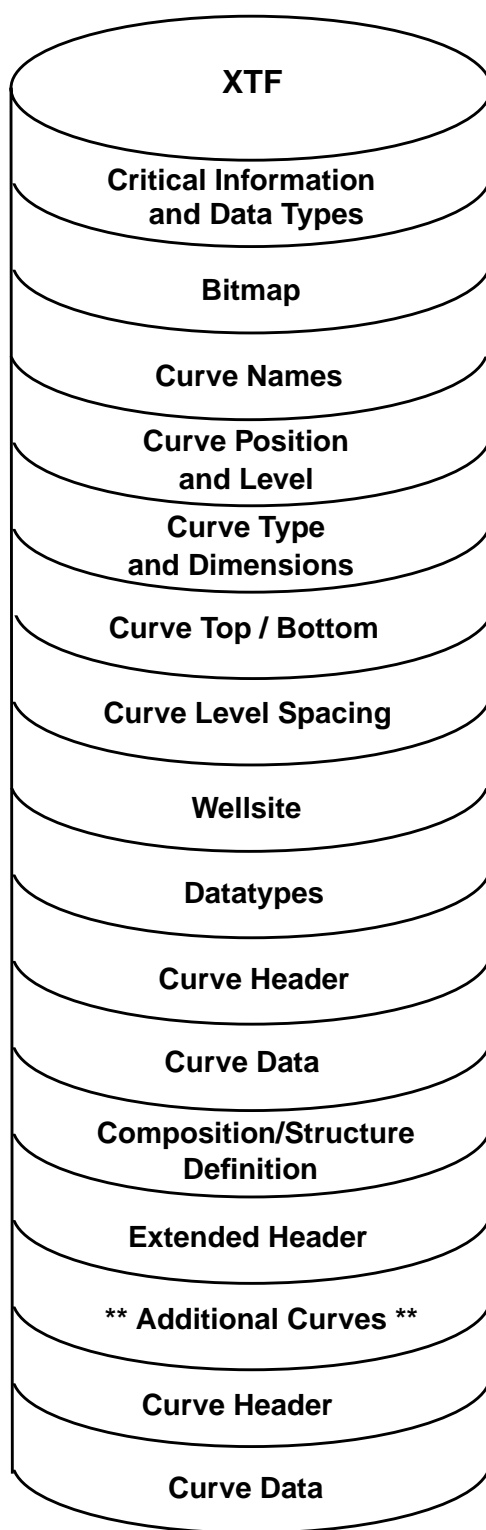 XTF
Critical Information
and Data Types
Bitmap
Curve Names
Curve Position
and Level
Curve Type
and Dimensions
Curve Top / Bottom
Curve Level Spacing
Wellsite
Datatypes
Curve Header
Curve Data
Composition/Structure
Definition
Extended Header
** Additional Curves **
Curve Header
Curve Data